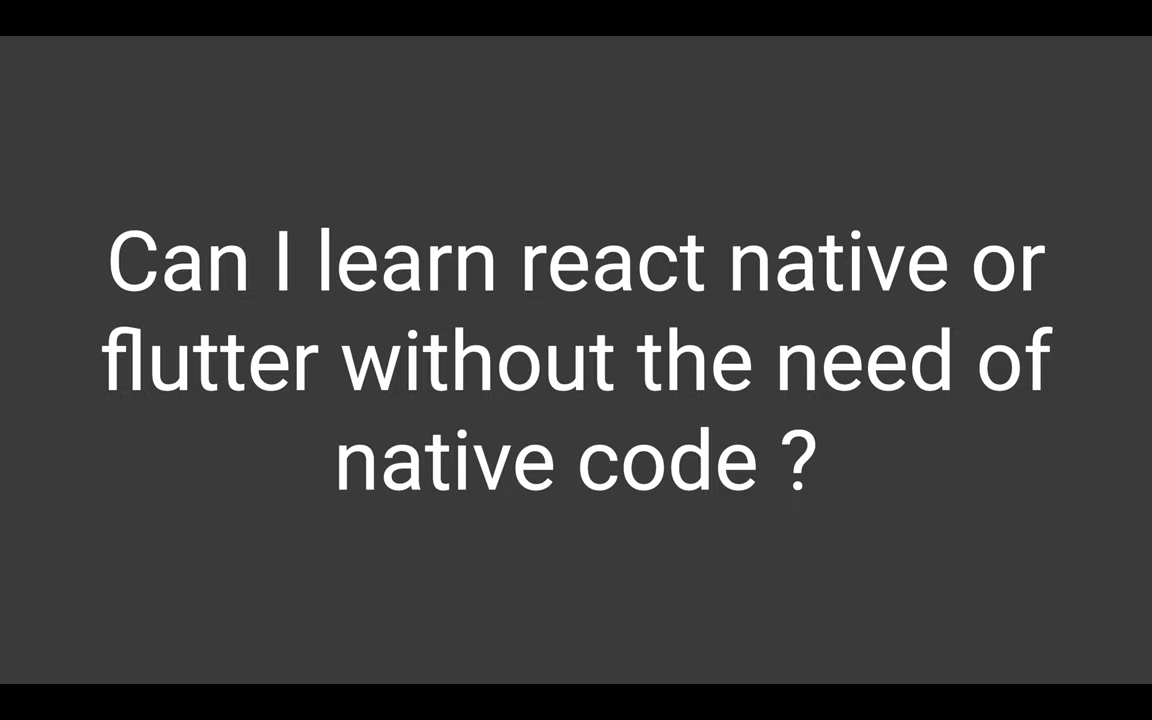 Can I learn react native or
flutter without the need of
native code ?